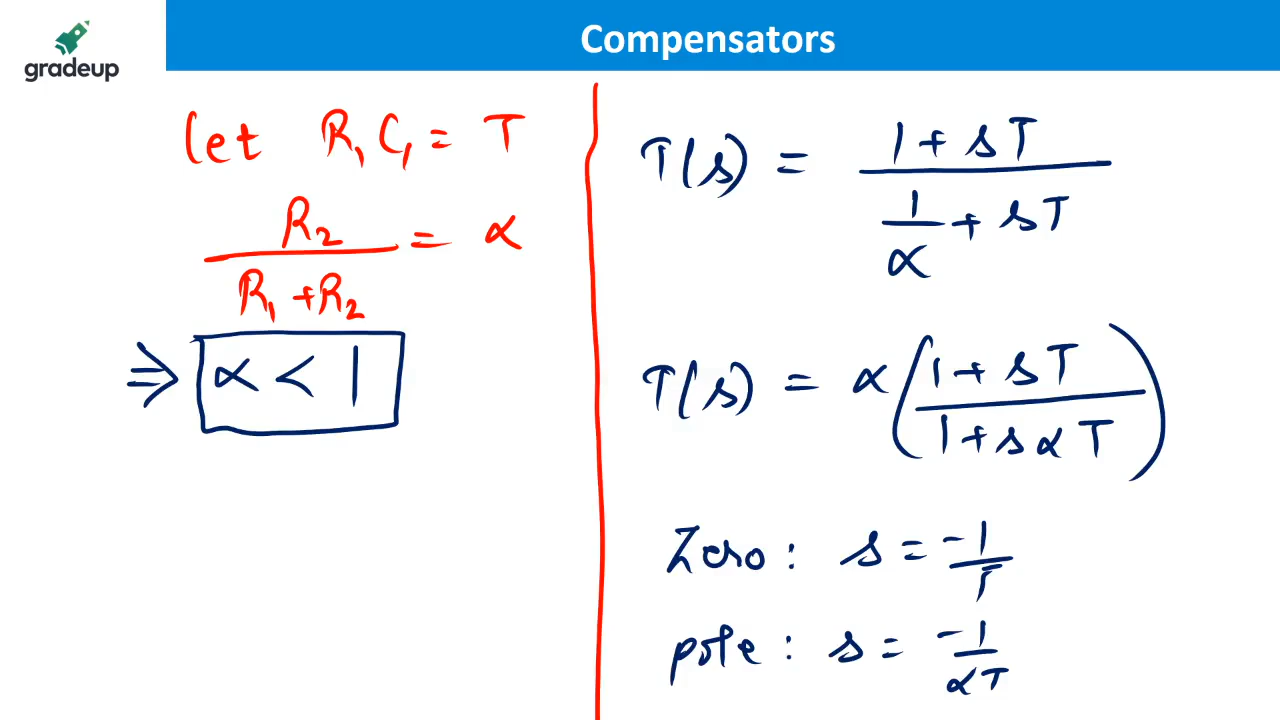 gradeup
Compensators
let R₁C₁ = T
R₂
R₁ + R₂
= α
⇒ α < 1
T(s) = 1 + sT
1/α + sT
T(s) = α(1 + sT
1 + sαT)
Zero: s = -1/T
pole: s = -1/αT